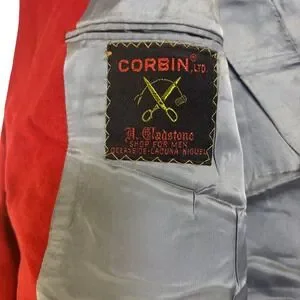 CORBIN, LTD.
H. Gladstone
SHOP FOR MEN
OCEANSIDE-LAGUNA NIGUEL